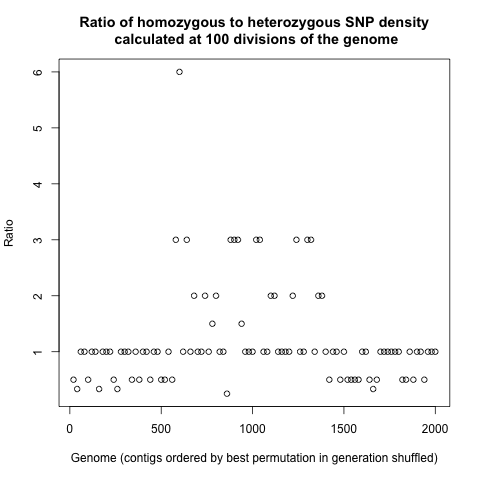 Ratio of homozygous to heterozygous SNP density
calculated at 100 divisions of the genome
Ratio
6
5
4
3
2
1
0 500 1000 1500 2000
Genome (contigs ordered by best permutation in generation shuffled)